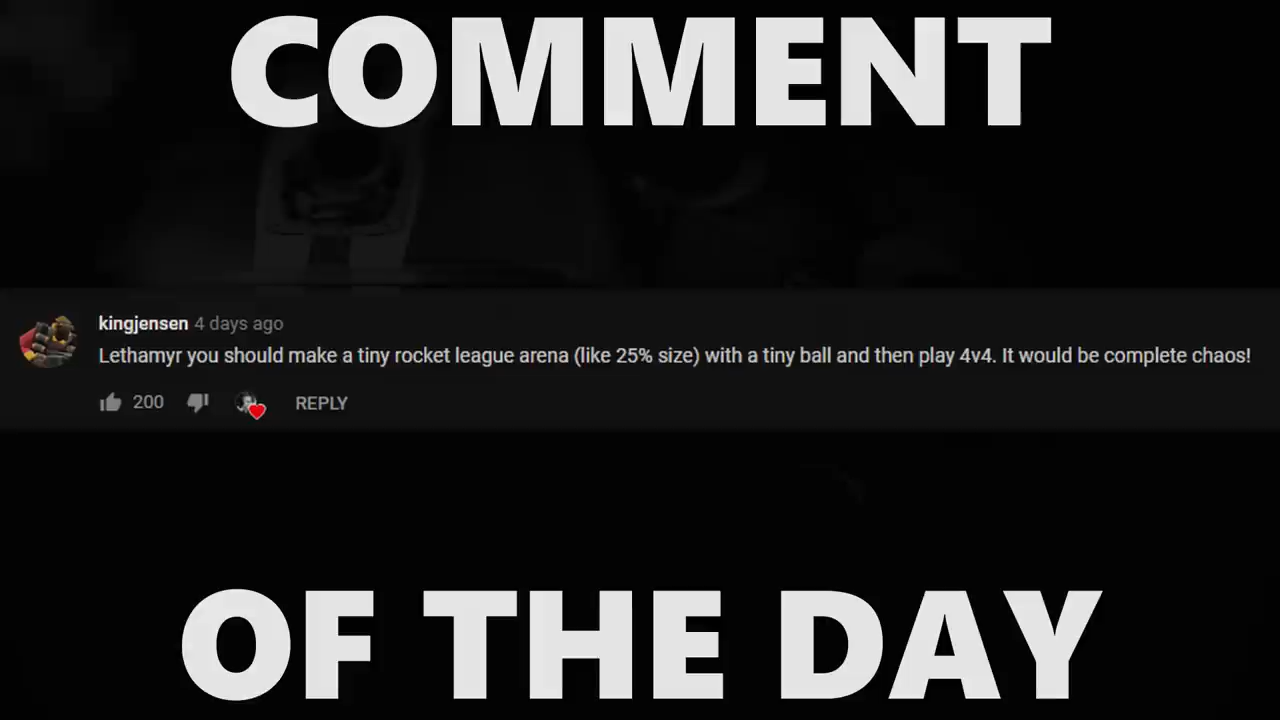 COMMENT
kingjensen 4 days ago
Lethamyr you should make a tiny rocket league arena (like 25% size) with a tiny ball and then play 4v4. It would be complete chaos!
200 REPLY
OF THE DAY